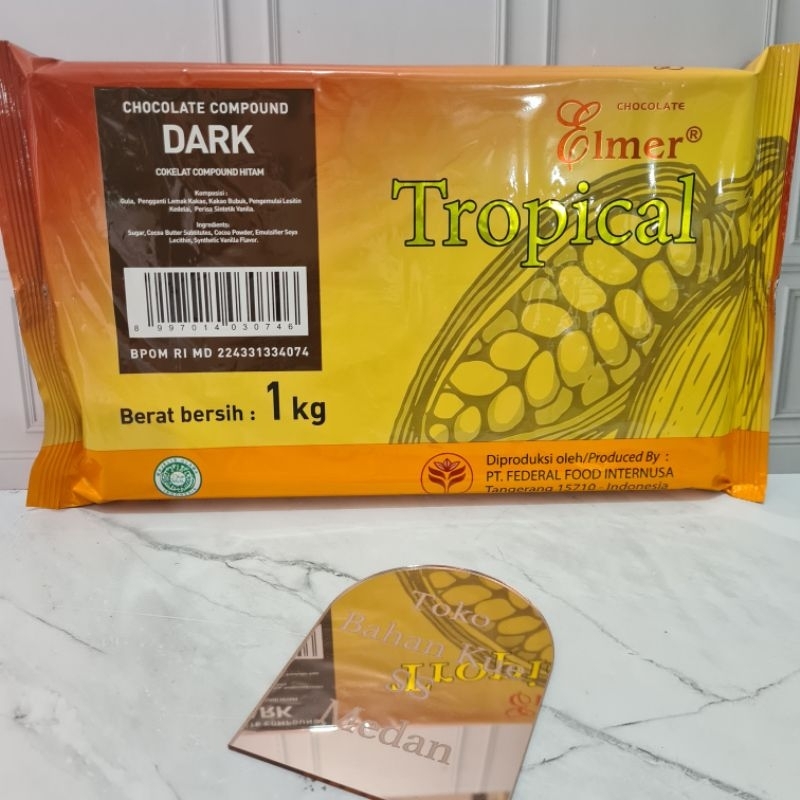 CHOCOLATE COMPOUND
DARK
COKELAT COMPOUND HITAM
Komposisi :
Gula, Pengganti Lemak Kakao, Kakao Bubuk, Pengemulsi Lesitin
Kedelai, Perisa Sintetik Vanila.
Ingredients:
Sugar, Cocoa Butter Subtitutes, Cocoa Powder, Emulsifier Soya
Lecithin, Synthetic Vanilla Flavor.
8 997014 030746
BPOM RI MD 224331334074
Berat bersih : 1 kg
CHOCOLATE
Elmer®
Tropical
Diproduksi oleh/Produced By :
PT. FEDERAL FOOD INTERNUSA
Tangerang 15710 - Indonesia
Toko
Bahan Kue
SS
Medan